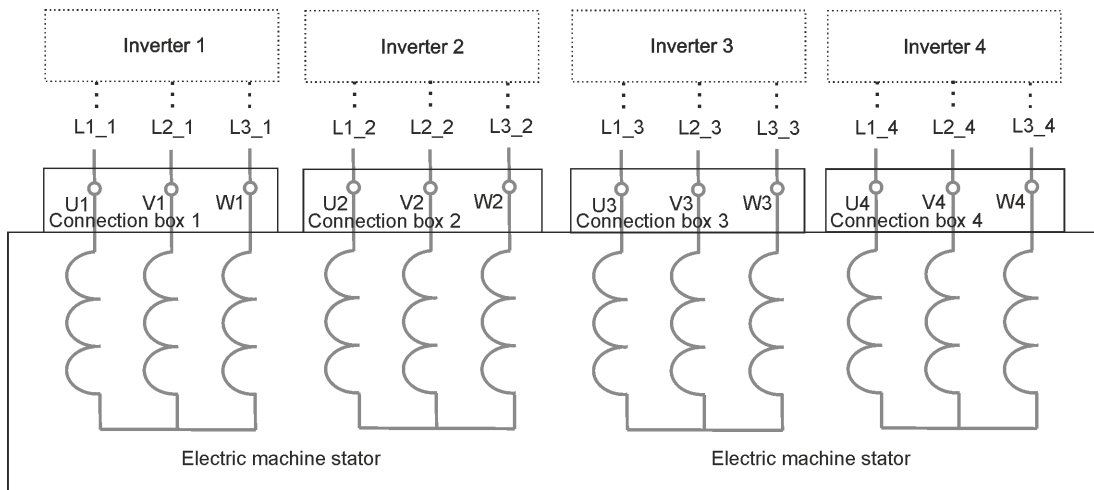 Inverter 1 Inverter 2 Inverter 3 Inverter 4
L1_1 L2_1 L3_1 L1_2 L2_2 L3_2 L1_3 L2_3 L3_3 L1_4 L2_4 L3_4
U1 V1 W1 U2 V2 W2 U3 V3 W3 U4 V4 W4
Connection box 1 Connection box 2 Connection box 3 Connection box 4
Electric machine stator Electric machine stator